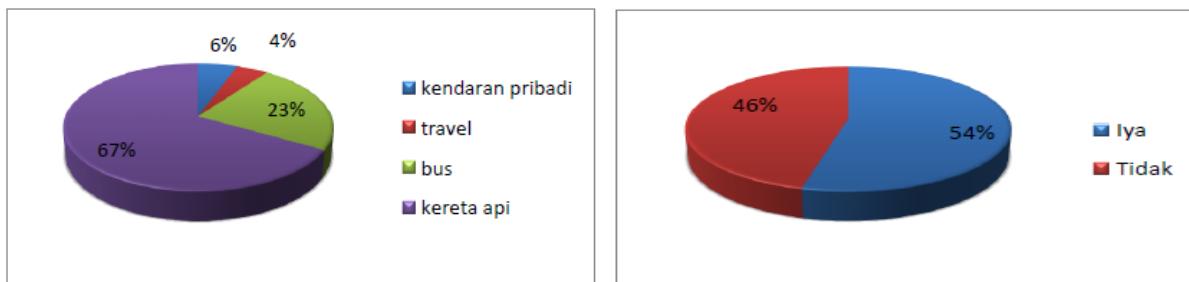 6%
4%
23%
67%
kendaran pribadi
travel
bus
kereta api
46%
54%
Iya
Tidak